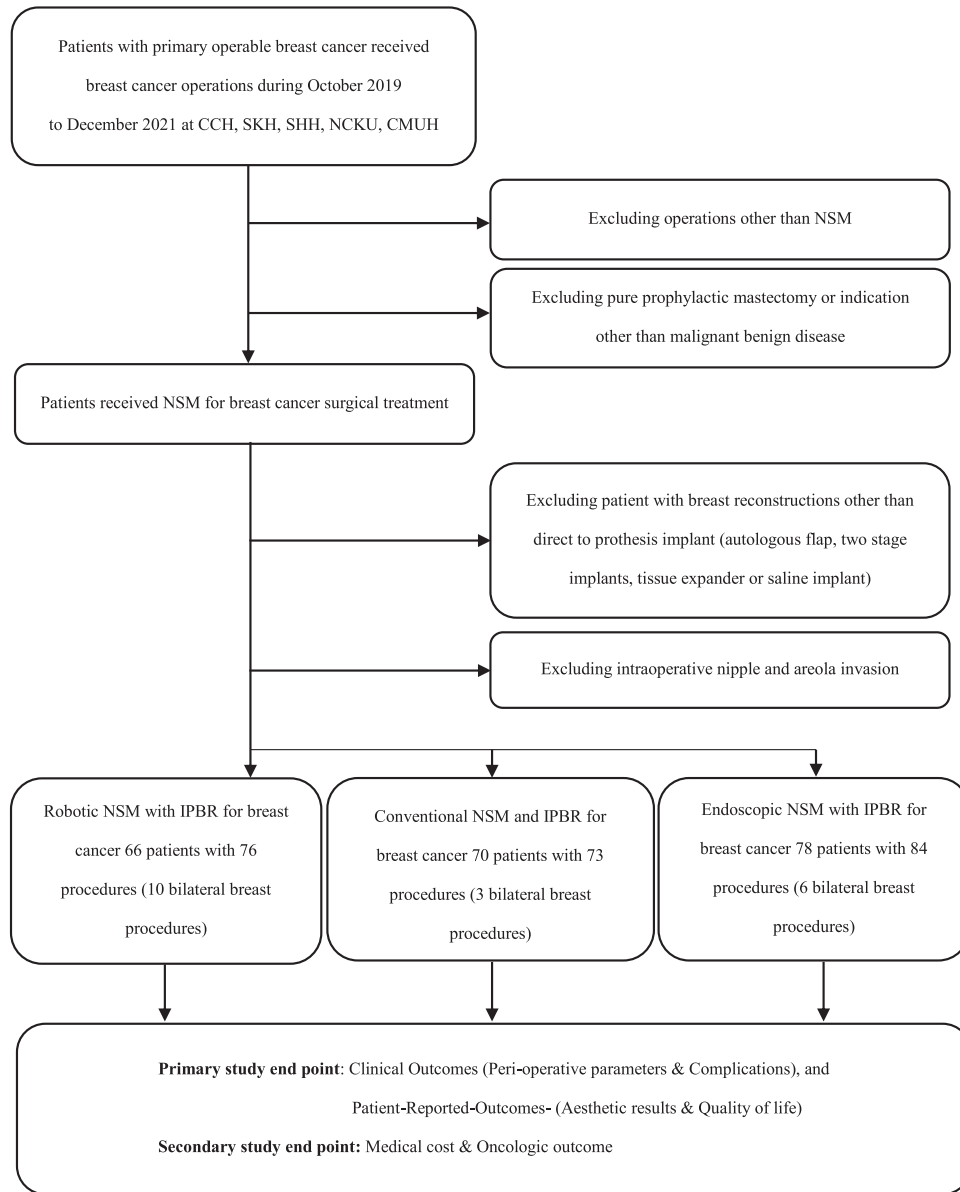 Patients with primary operable breast cancer received
breast cancer operations during October 2019
to December 2021 at CCH, SKH, SHH, NCKU, CMUH
Excluding operations other than NSM
Excluding pure prophylactic mastectomy or indication
other than malignant benign disease
Patients received NSM for breast cancer surgical treatment
Excluding patient with breast reconstructions other than
direct to prothesis implant (autologous flap, two stage
implants, tissue expander or saline implant)
Excluding intraoperative nipple and areola invasion
Robotic NSM with IPBR for breast
cancer 66 patients with 76
procedures (10 bilateral breast
procedures)
Conventional NSM and IPBR for
breast cancer 70 patients with 73
procedures (3 bilateral breast
procedures)
Endoscopic NSM with IPBR for
breast cancer 78 patients with 84
procedures (6 bilateral breast
procedures)
Primary study end point: Clinical Outcomes (Peri-operative parameters & Complications), and
Patient-Reported-Outcomes- (Aesthetic results & Quality of life)
Secondary study end point: Medical cost & Oncologic outcome